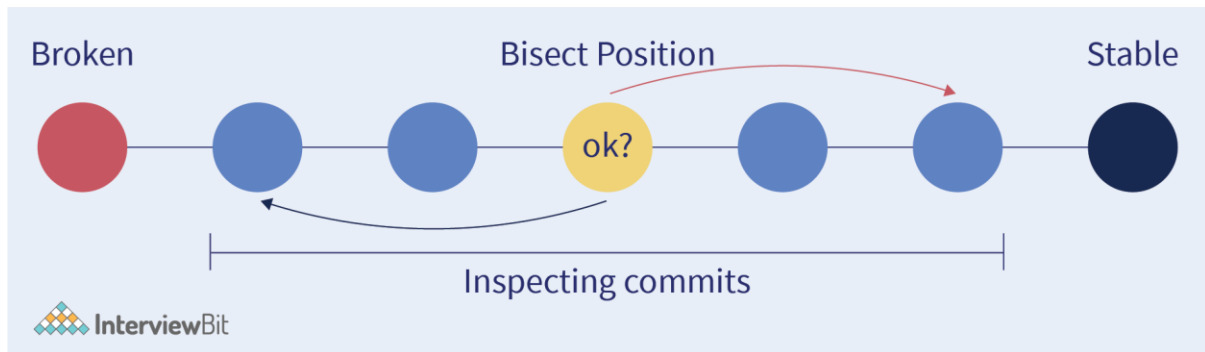 Broken
Bisect Position
Stable
ok?
Inspecting commits
InterviewBit